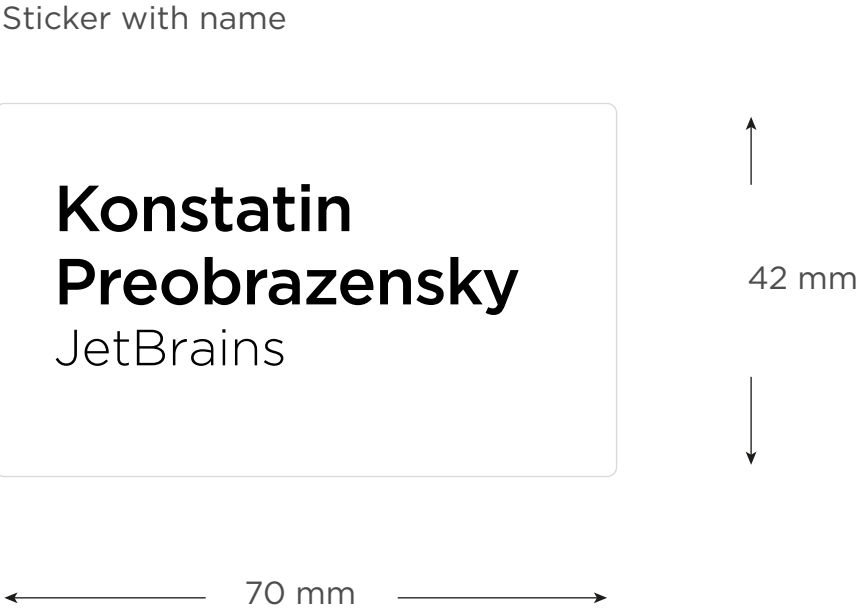 Sticker with name
Konstatin
Preobrazensky
JetBrains
42 mm
70 mm